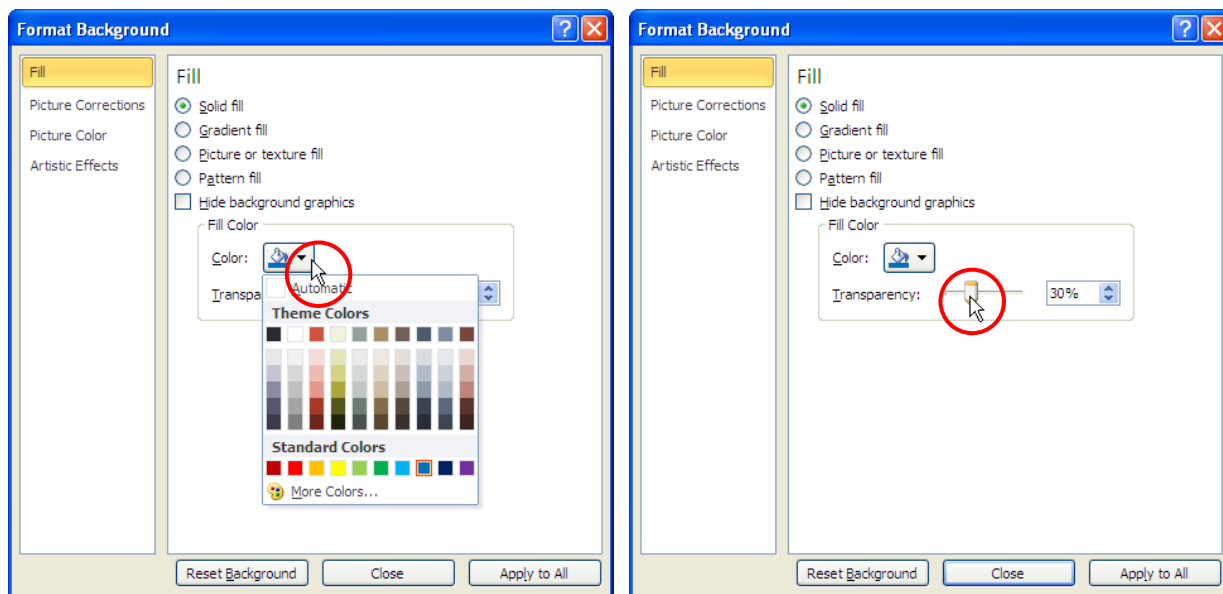 Format Background
?
Fill
Picture Corrections
Picture Color
Artistic Effects
Fill
Solid fill
Gradient fill
Picture or texture fill
Pattern fill
Hide background graphics
Fill Color
Color:
Transpa
Automatic
Theme Colors
Standard Colors
More Colors...
Reset Background Close Apply to All
Format Background
?
Fill
Picture Corrections
Picture Color
Artistic Effects
Fill
Solid fill
Gradient fill
Picture or texture fill
Pattern fill
Hide background graphics
Fill Color
Color:
Transparency: 30%
Reset Background Close Apply to All